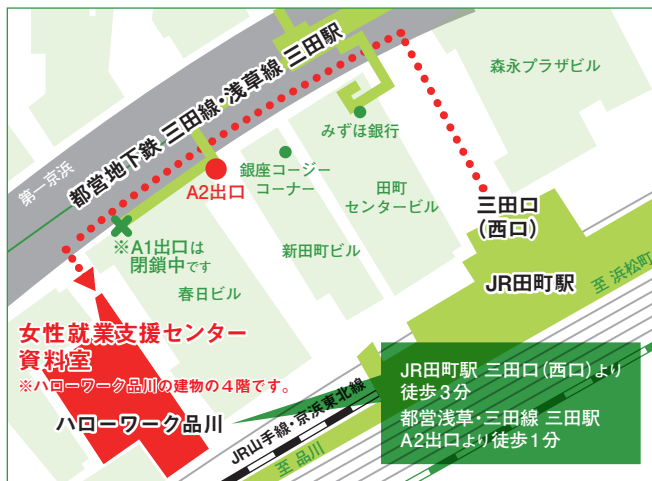 森永プラザビル
都営地下鉄 三田線・浅草線 三田駅
みずほ銀行
第一京浜
銀座コージー
コーナー
A2出口
田町
センタービル
三田口
(西口)
※A1出口は
閉鎖中です
新田町ビル
JR田町駅
至 浜松町
春日ビル
女性就業支援センター
資料室
※ハローワーク品川の建物の4階です。
ハローワーク品川
JR山手線・京浜東北線
至 品川
JR田町駅 三田口(西口)より
徒歩3分
都営浅草・三田線 三田駅
A2出口より徒歩1分